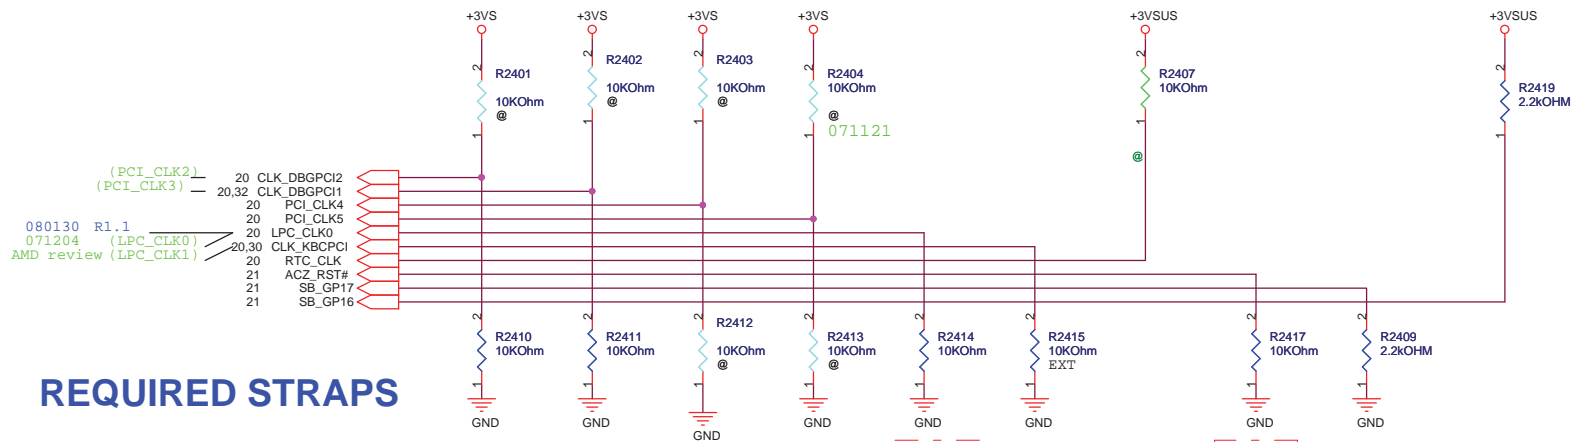 +3VS +3VS +3VS +3VS +3VSUS +3VSUS
2 R2401 10KOhm @ 1
2 R2402 10KOhm @ 1
2 R2403 10KOhm @ 1
2 R2404 10KOhm @ 071121 1
2 R2407 10KOhm @ 1
2 R2419 2.2kOHM 1
(PCI_CLK2) 20 CLK_DBGPCI2
(PCI_CLK3) 20,32 CLK_DBGPCI1
20 PCI_CLK4
20 PCI_CLK5
080130 R1.1 20 LPC_CLK0
071204 (LPC_CLK0) 20,30 CLK_KBCPCI
AMD review (LPC_CLK1) 20 RTC_CLK
21 ACZ_RST#
21 SB_GP17
21 SB_GP16
2 R2410 10KOhm 1 GND
2 R2411 10KOhm 1 GND
2 R2412 10KOhm @ 1 GND
2 R2413 10KOhm @ 1 GND
2 R2414 10KOhm 1 GND
2 R2415 10KOhm EXT 1 GND
2 R2417 10KOhm 1 GND
2 R2409 2.2kOHM 1 GND
REQUIRED STRAPS